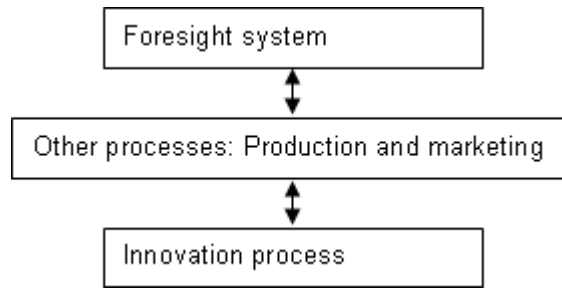 Foresight system
Other processes: Production and marketing
Innovation process